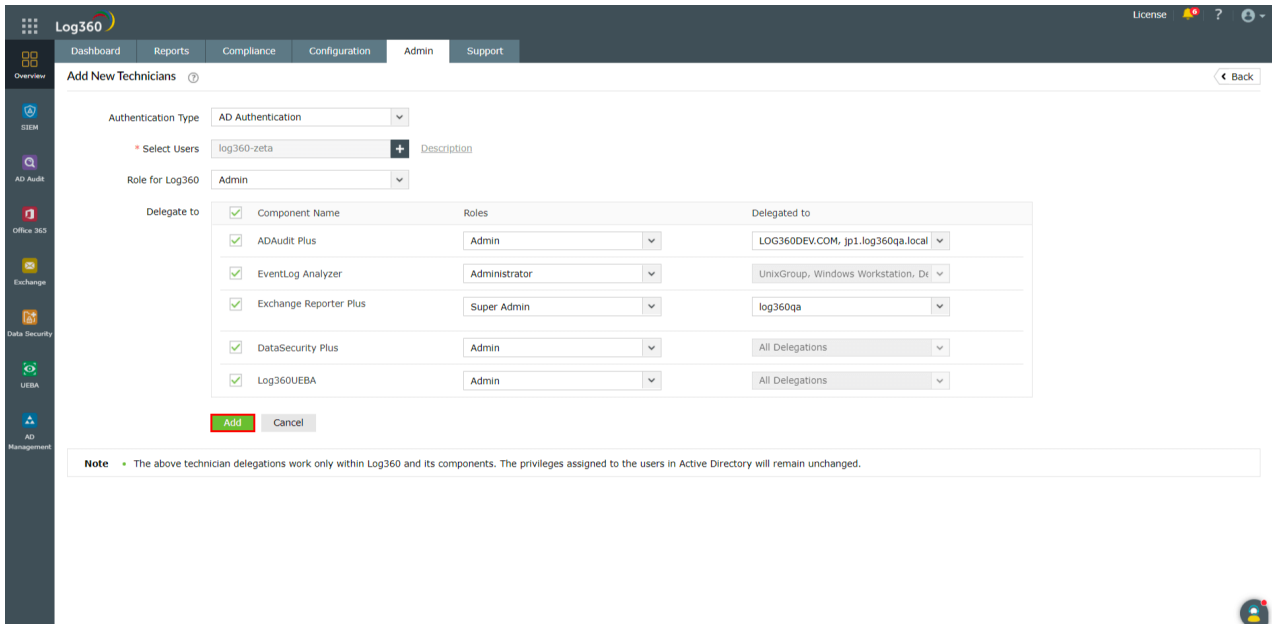 Log360
License
6
?
Dashboard Reports Compliance Configuration Admin Support
Overview
Add New Technicians ?
Back
SIEM
AD Audit
Office 365
Exchange
Data Security
UEBA
AD
Management
Authentication Type AD Authentication
* Select Users log360-zeta + Description
Role for Log360 Admin
Delegate to Component Name Roles Delegated to
ADAudit Plus Admin LOG360DEV.COM, jp1.log360qa.local
EventLog Analyzer Administrator UnixGroup, Windows Workstation, De
Exchange Reporter Plus Super Admin log360qa
DataSecurity Plus Admin All Delegations
Log360UEBA Admin All Delegations
Add Cancel
Note • The above technician delegations work only within Log360 and its components. The privileges assigned to the users in Active Directory will remain unchanged.